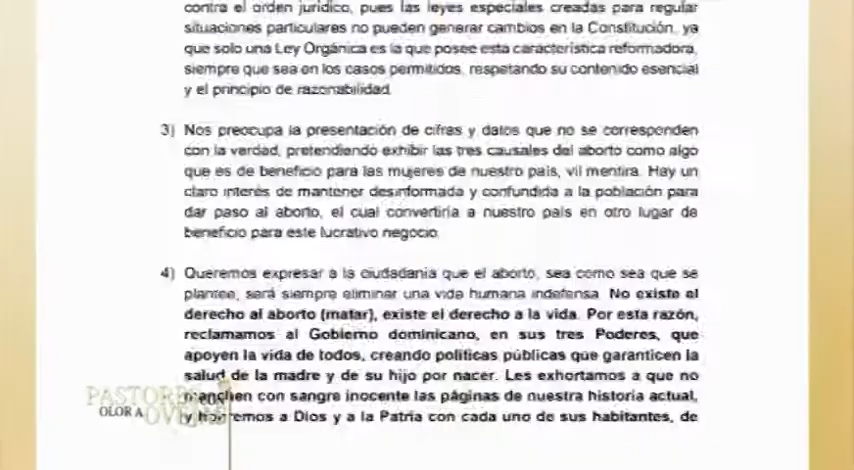 contra el orden jurídico, pues las leyes especiales creadas para regular
situaciones particulares no pueden generar cambios en la Constitución, ya
que solo una Ley Orgánica es la que posee esta característica reformadora,
siempre que sea en los casos permitidos, respetando su contenido esencial
y el principio de razonabilidad
3) Nos preocupa la presentación de cifras y datos que no se corresponden
con la verdad, pretendiendo exhibir las tres causales del aborto como algo
que es de beneficio para las mujeres de nuestro país, vil mentira. Hay un
claro interés de mantener desinformada y confundida a la población para
dar paso al aborto, el cual convertiría a nuestro país en otro lugar de
beneficio para este lucrativo negocio
4) Queremos expresar a la ciudadanía que el aborto, sea como sea que se
plantee, será siempre eliminar una vida humana indefensa. No existe el
derecho al aborto (matar), existe el derecho a la vida. Por esta razón,
reclamamos al Gobierno dominicano, en sus tres Poderes, que
apoyen la vida de todos, creando políticas públicas que garanticen la
salud de la madre y de su hijo por nacer. Les exhortamos a que no
manchen con sangre inocente las páginas de nuestra historia actual,
y honremos a Dios y a la Patria con cada uno de sus habitantes, de
PASTORES CON
OLOR A OVEJAS